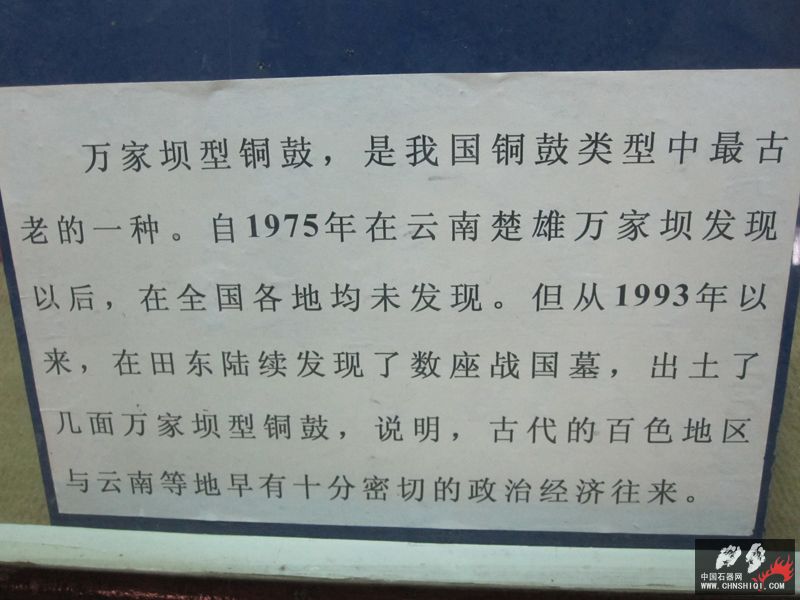 万家坝型铜鼓，是我国铜鼓类型中最古
老的一种。自1975年在云南楚雄万家坝发现
以后，在全国各地均未发现。但从1993年以
来，在田东陆续发现了数座战国墓，出土了
几面万家坝型铜鼓，说明，古代的百色地区
与云南等地早有十分密切的政治经济往来。
中国石器网
WWW.CHNSHIQI.COM